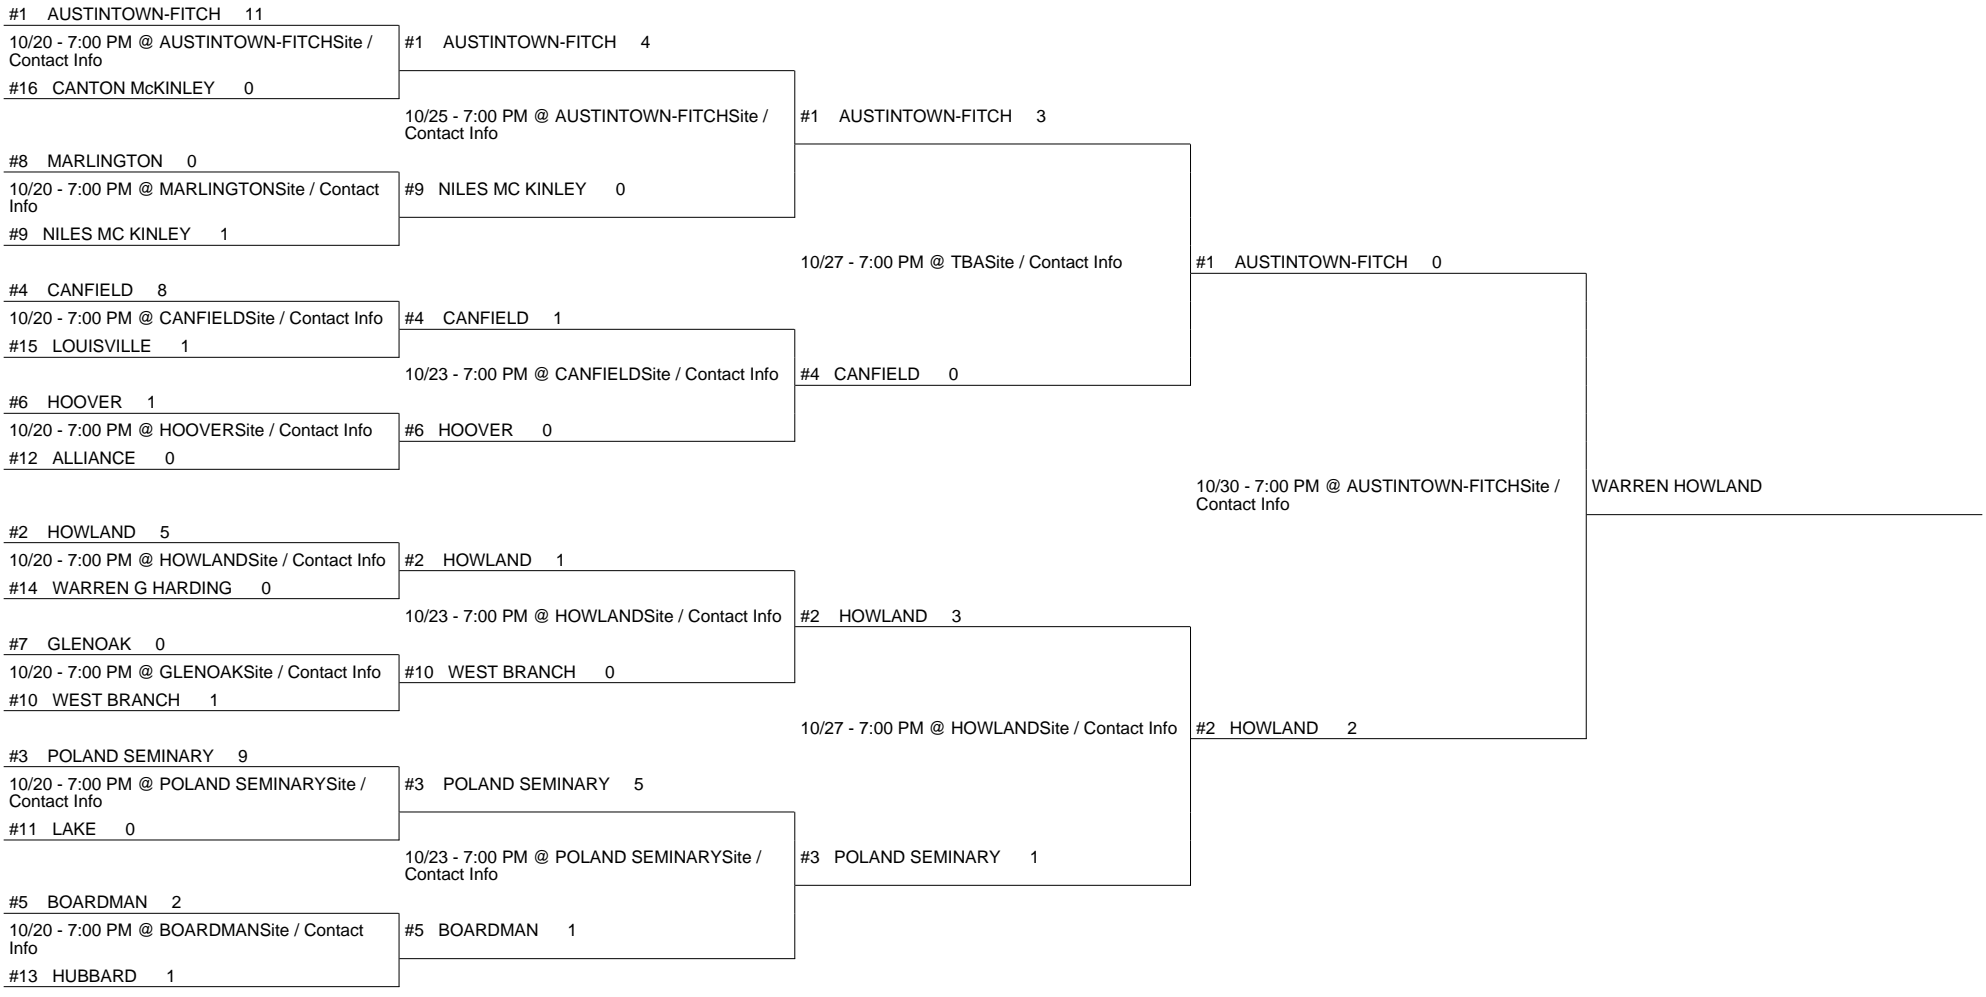 #1 AUSTINTOWN-FITCH 11
10/20 - 7:00 PM @ AUSTINTOWN-FITCHSite /
Contact Info
#16 CANTON McKINLEY 0
#8 MARLINGTON 0
10/20 - 7:00 PM @ MARLINGTONSite / Contact
Info
#9 NILES MC KINLEY 1
#4 CANFIELD 8
10/20 - 7:00 PM @ CANFIELDSite / Contact Info
#15 LOUISVILLE 1
#6 HOOVER 1
10/20 - 7:00 PM @ HOOVERSite / Contact Info
#12 ALLIANCE 0
#2 HOWLAND 5
10/20 - 7:00 PM @ HOWLANDSite / Contact Info
#14 WARREN G HARDING 0
#7 GLENOAK 0
10/20 - 7:00 PM @ GLENOAKSite / Contact Info
#10 WEST BRANCH 1
#3 POLAND SEMINARY 9
10/20 - 7:00 PM @ POLAND SEMINARYSite /
Contact Info
#11 LAKE 0
#5 BOARDMAN 2
10/20 - 7:00 PM @ BOARDMANSite / Contact
Info
#13 HUBBARD 1
#1 AUSTINTOWN-FITCH 4
10/25 - 7:00 PM @ AUSTINTOWN-FITCHSite /
Contact Info
#9 NILES MC KINLEY 0
#4 CANFIELD 1
10/23 - 7:00 PM @ CANFIELDSite / Contact Info
#6 HOOVER 0
#2 HOWLAND 1
10/23 - 7:00 PM @ HOWLANDSite / Contact Info
#10 WEST BRANCH 0
#3 POLAND SEMINARY 5
10/23 - 7:00 PM @ POLAND SEMINARYSite /
Contact Info
#5 BOARDMAN 1
#1 AUSTINTOWN-FITCH 3
10/27 - 7:00 PM @ TBASite / Contact Info
#4 CANFIELD 0
#2 HOWLAND 3
10/27 - 7:00 PM @ HOWLANDSite / Contact Info
#3 POLAND SEMINARY 1
#1 AUSTINTOWN-FITCH 0
10/30 - 7:00 PM @ AUSTINTOWN-FITCHSite /
Contact Info
#2 HOWLAND 2
WARREN HOWLAND